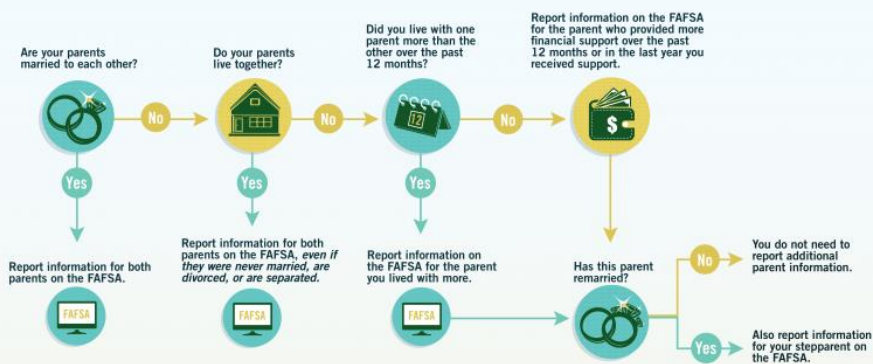 Are your parents
married to each other?
Do your parents
live together?
Did you live with one
parent more than the
other over the past
12 months?
Report information on the FAFSA
for the parent who provided more
financial support over the past
12 months or in the last year you
received support.
No
No
12
No
$
Yes
Yes
Yes
Report information for both
parents on the FAFSA.
FAFSA
Report information for both
parents on the FAFSA, even if
they were never married, are
divorced, or are separated.
FAFSA
Report information on
the FAFSA for the parent
you lived with more.
FAFSA
Has this parent
remarried?
No
You do not need to
report additional
parent information.
Yes
Also report information
for your stepparent on
the FAFSA.